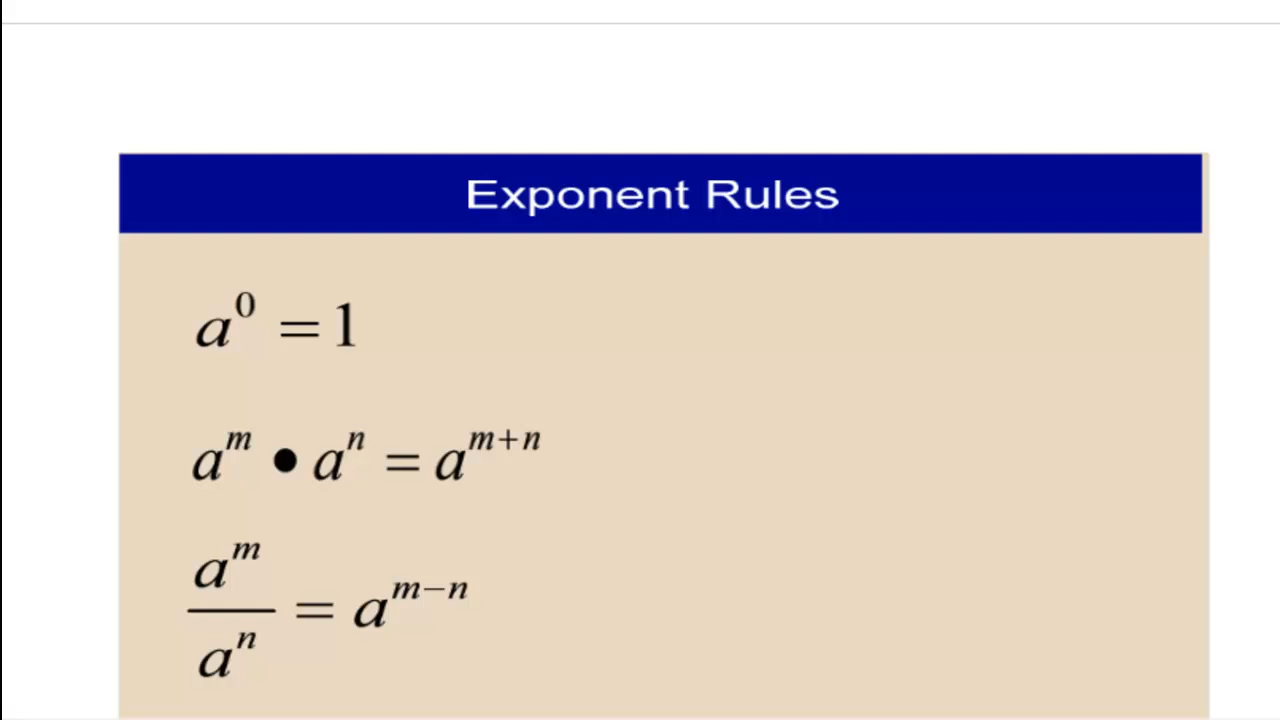 Exponent Rules
a⁰ = 1
aᵐ • aⁿ = aᵐ⁺ⁿ
aᵐ/aⁿ = aᵐ⁻ⁿ